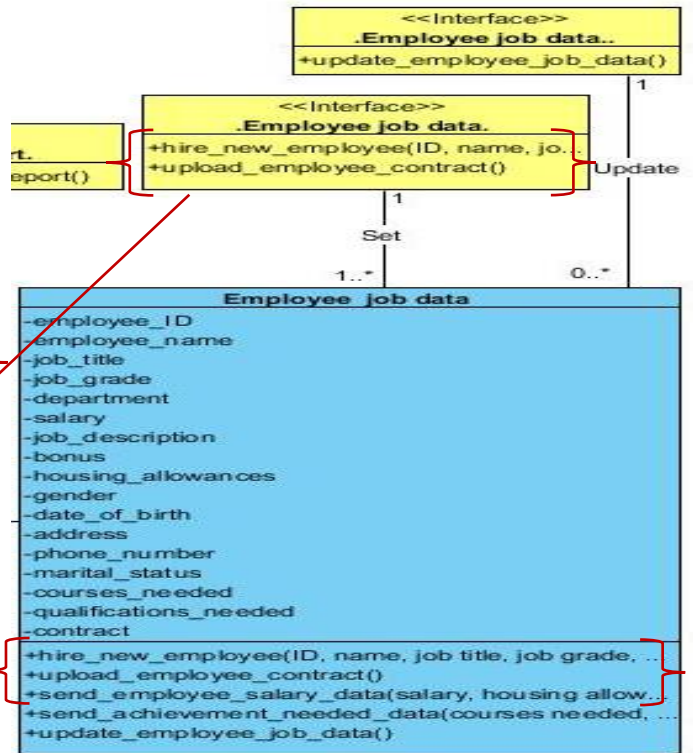 <<Interface>>
.Employee job data..
+update_employee_job_data()
1
<<Interface>>
.Employee job data.
+hire_new_employee(ID, name, jo...
+upload_employee_contract()
rt.
eport()
Update
1
Set
1..*
0..*
Employee job data
-employee_ID
-employee_name
-job_title
-job_grade
-department
-salary
-job_description
-bonus
-housing_allowances
-gender
-date_of_birth
-address
-phone_number
-marital_status
-courses_needed
-qualifications_needed
-contract
+hire_new_employee(ID, name, job title, job grade, ...
+upload_employee_contract()
+send_employee_salary_data(salary, housing allow...
+send_achievement_needed_data(courses needed, ...
+update_employee_job_data()